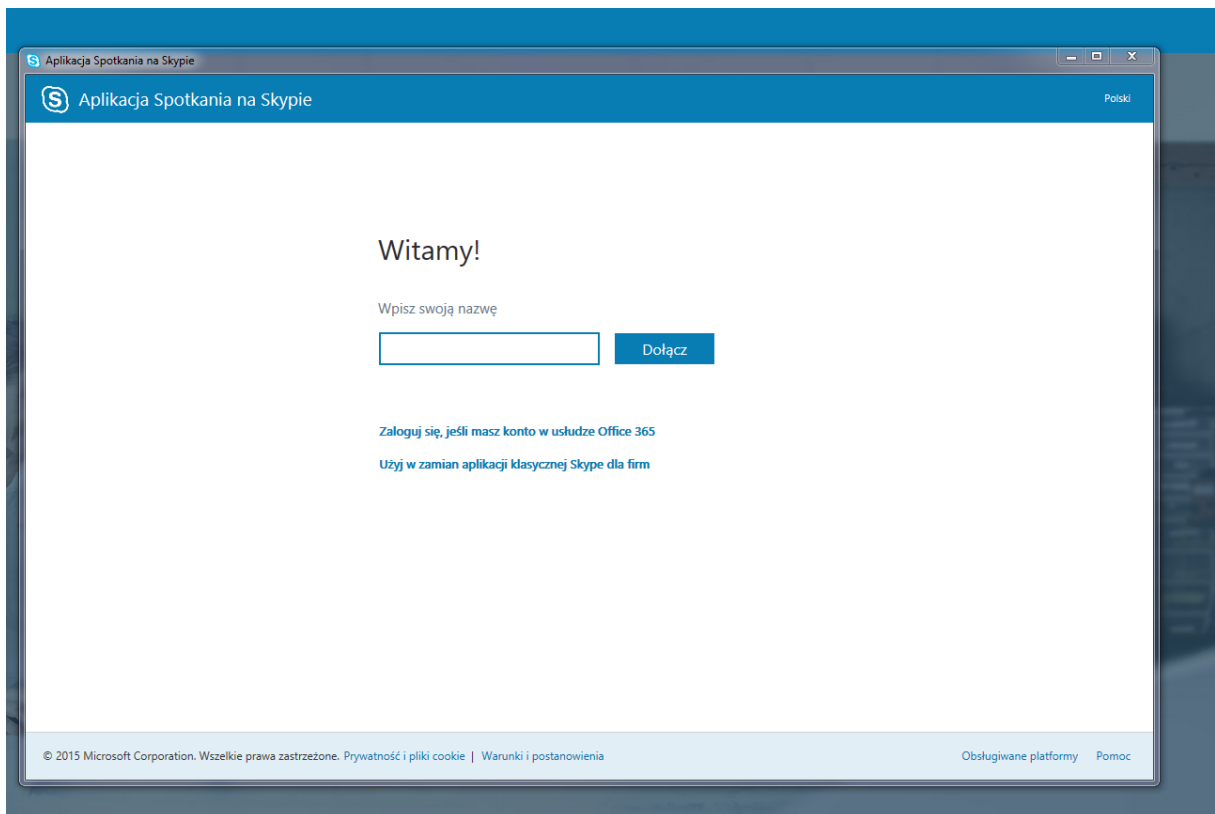 Aplikacja Spotkania na Skypie
Aplikacja Spotkania na Skypie
Polski
Witamy!
Wpisz swoją nazwę
Dołącz
Zaloguj się, jeśli masz konto w usłudze Office 365
Użyj w zamian aplikacji klasycznej Skype dla firm
© 2015 Microsoft Corporation. Wszelkie prawa zastrzeżone. Prywatność i pliki cookie | Warunki i postanowienia
Obsługiwane platformy Pomoc